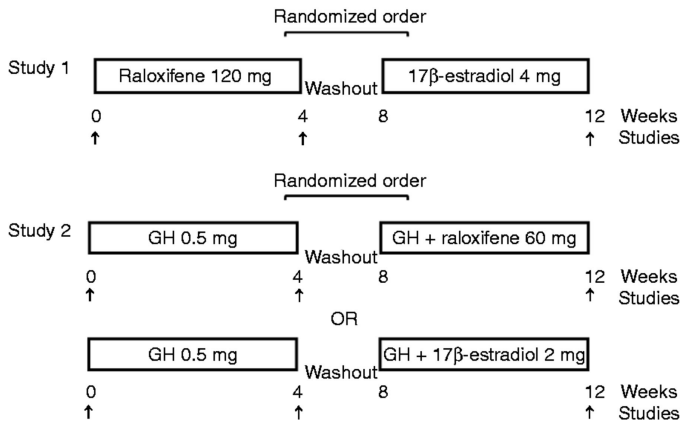 Randomized order
Study 1
Raloxifene 120 mg
Washout
17β-estradiol 4 mg
0 4 8 12 Weeks
Studies
Randomized order
Study 2
GH 0.5 mg
Washout
GH + raloxifene 60 mg
0 4 8 12 Weeks
Studies
OR
GH 0.5 mg
Washout
GH + 17β-estradiol 2 mg
0 4 8 12 Weeks
Studies